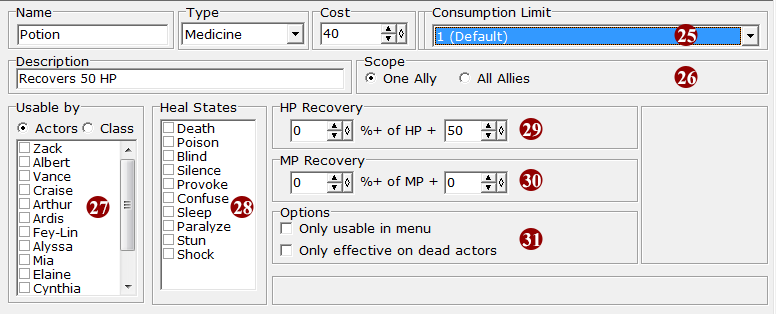 Name
Type
Cost
Consumption Limit
Potion
Medicine
40
1 (Default)
25
Description
Recovers 50 HP
Scope
One Ally
All Allies
26
Usable by
Actors
Class
Zack
Albert
Vance
Craise
Arthur
Ardis
Fey-Lin
Alyssa
Mia
Elaine
Cynthia
27
Heal States
Death
Poison
Blind
Silence
Provoke
Confuse
Sleep
Paralyze
Stun
Shock
28
HP Recovery
0 %+ of HP + 50
29
MP Recovery
0 %+ of MP + 0
30
Options
Only usable in menu
Only effective on dead actors
31